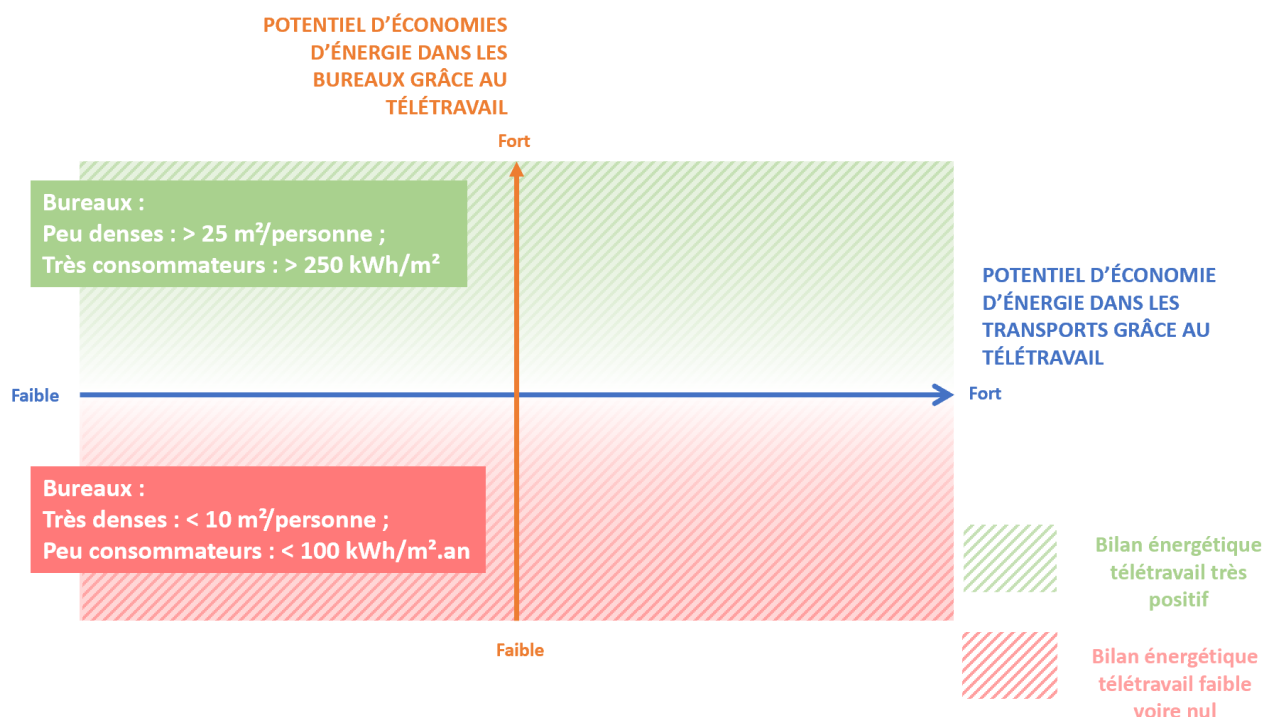 POTENTIEL D’ÉCONOMIES
D’ÉNERGIE DANS LES
BUREAUX GRÂCE AU
TÉLÉTRAVAIL
Fort
Bureaux :
Peu denses : > 25 m²/personne ;
Très consommateurs : > 250 kWh/m²
POTENTIEL D’ÉCONOMIE
D’ÉNERGIE DANS LES
TRANSPORTS GRÂCE AU
TÉLÉTRAVAIL
Faible
Fort
Bureaux :
Très denses : < 10 m²/personne ;
Peu consommateurs : < 100 kWh/m².an
Faible
Bilan énergétique
télétravail très
positif
Bilan énergétique
télétravail faible
voire nul